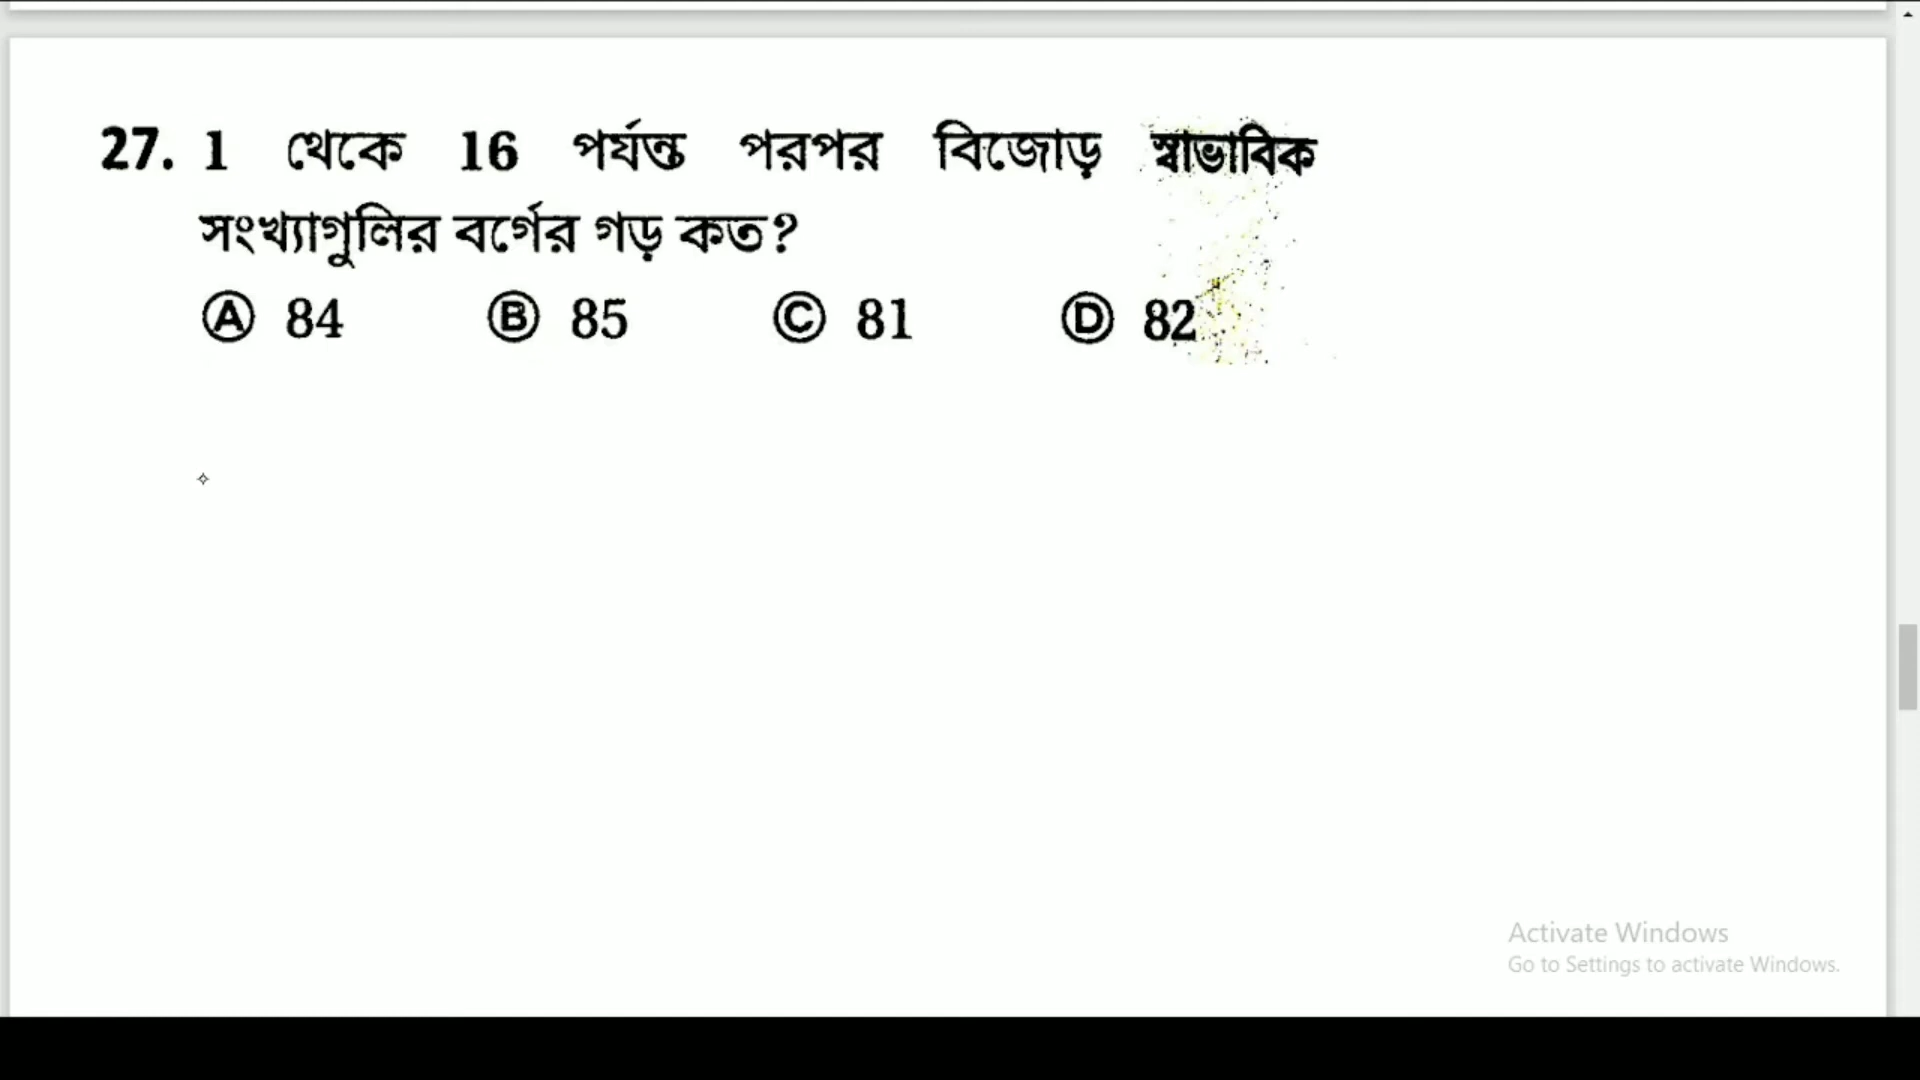 27. 1 থেকে 16 পর্যন্ত পরপর বিজোড় স্বাভাবিক
সংখ্যাগুলির বর্গের গড় কত?
Ⓐ 84 Ⓑ 85 Ⓒ 81 Ⓓ 82
Activate Windows
Go to Settings to activate Windows.